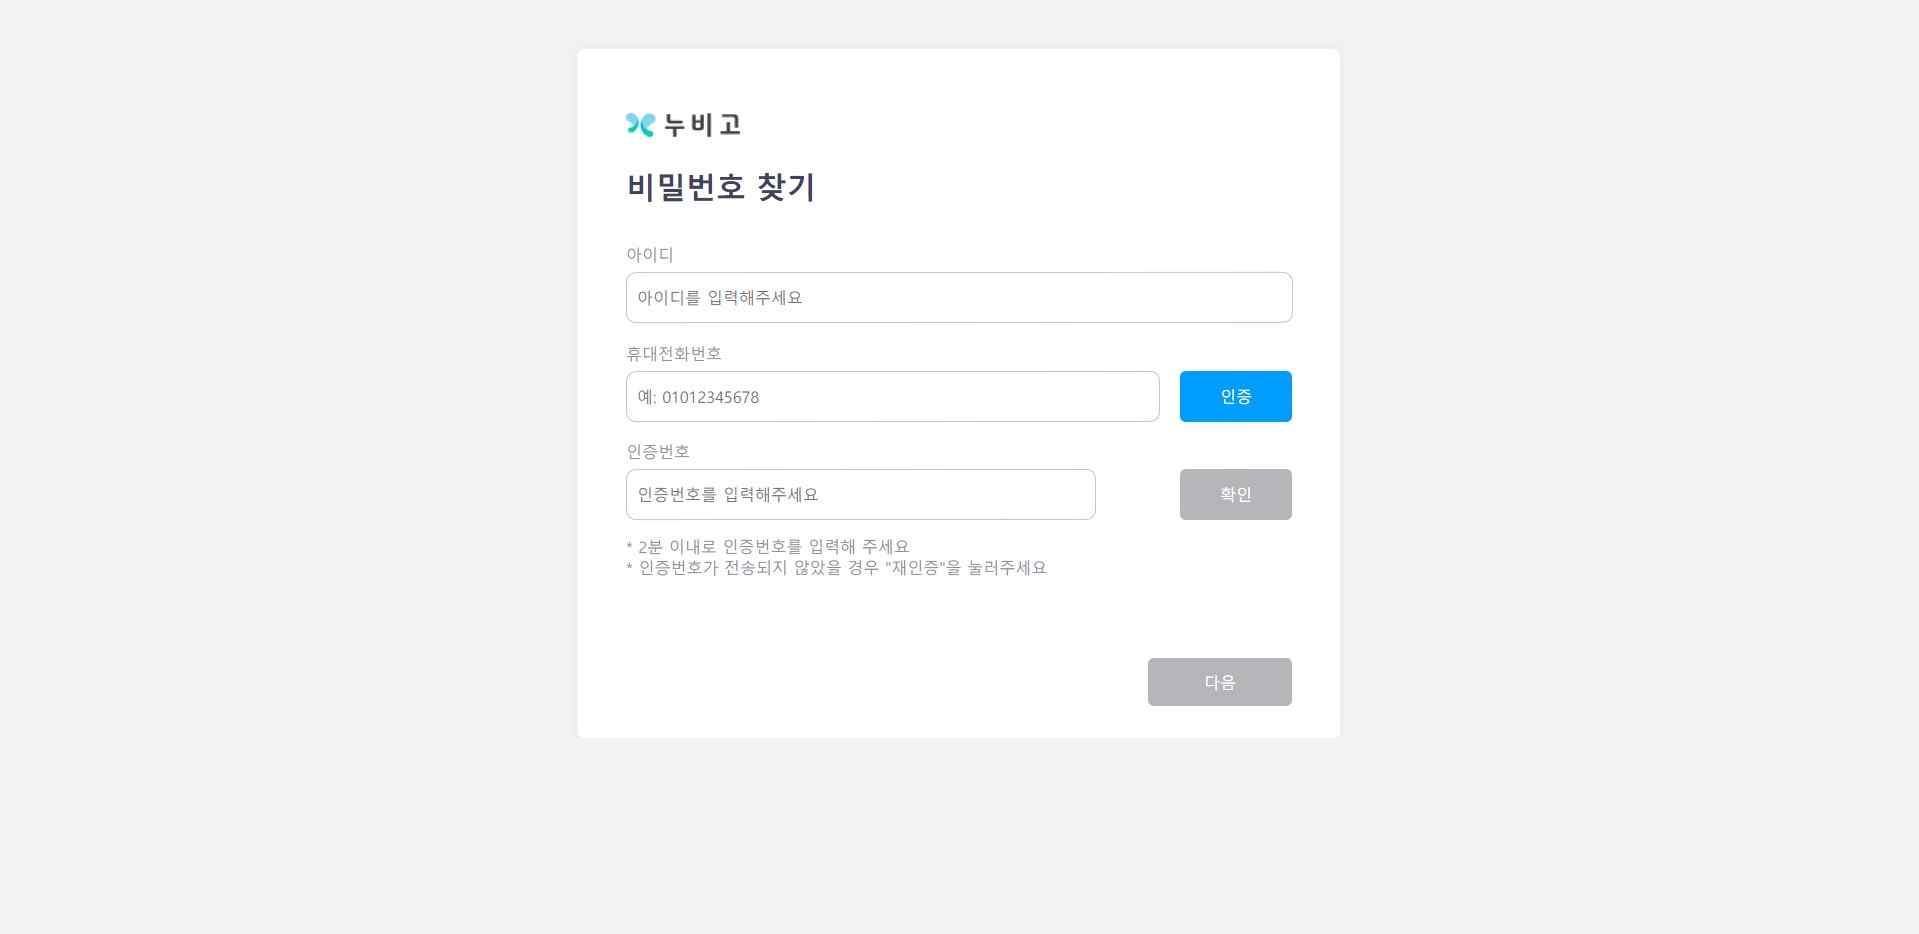 누비고
비밀번호 찾기
아이디
아이디를 입력해주세요
휴대전화번호
예: 01012345678
인증
인증번호
인증번호를 입력해주세요
확인
* 2분 이내로 인증번호를 입력해 주세요
* 인증번호가 전송되지 않았을 경우 "재인증"을 눌러주세요
다음